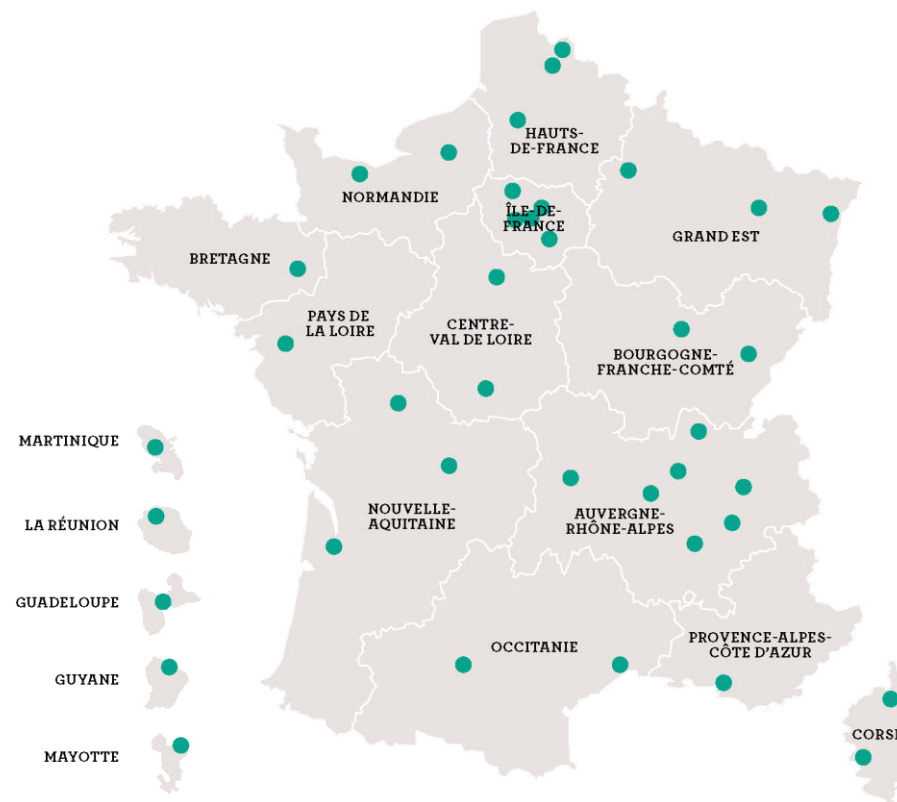 HAUTS-
DE-FRANCE
NORMANDIE
ÎLE-DE-
FRANCE
GRAND EST
BRETAGNE
PAYS DE
LA LOIRE
CENTRE-
VAL DE LOIRE
BOURGOGNE-
FRANCHE-COMTÉ
MARTINIQUE
LA RÉUNION
NOUVELLE-
AQUITAINE
AUVERGNE-
RHÔNE-ALPES
GUADELOUPE
OCCITANIE
PROVENCE-ALPES-
CÔTE D'AZUR
GUYANE
CORS
MAYOTTE